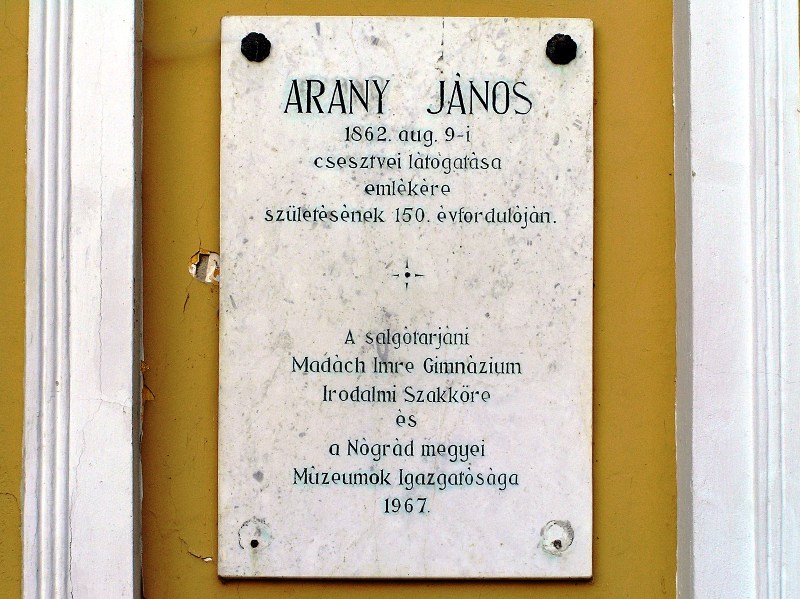 ARANY JÁNOS
1862. aug. 9-i
csesztvei látogatása
emlékére
születésének 150. évfordulóján.
A salgótarjáni
Madách Imre Gimnázium
Irodalmi Szakköre
és
a Nógrád megyei
Múzeumok Igazgatósága
1967.